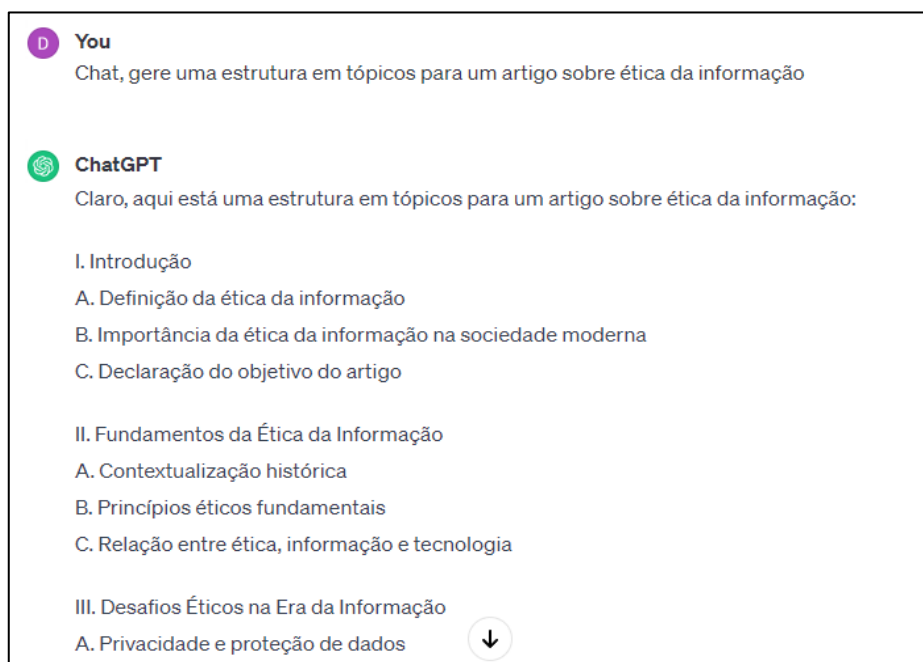 D
You
Chat, gere uma estrutura em tópicos para um artigo sobre ética da informação
ChatGPT
Claro, aqui está uma estrutura em tópicos para um artigo sobre ética da informação:
I. Introdução
A. Definição da ética da informação
B. Importância da ética da informação na sociedade moderna
C. Declaração do objetivo do artigo
II. Fundamentos da Ética da Informação
A. Contextualização histórica
B. Princípios éticos fundamentais
C. Relação entre ética, informação e tecnologia
III. Desafios Éticos na Era da Informação
A. Privacidade e proteção de dados